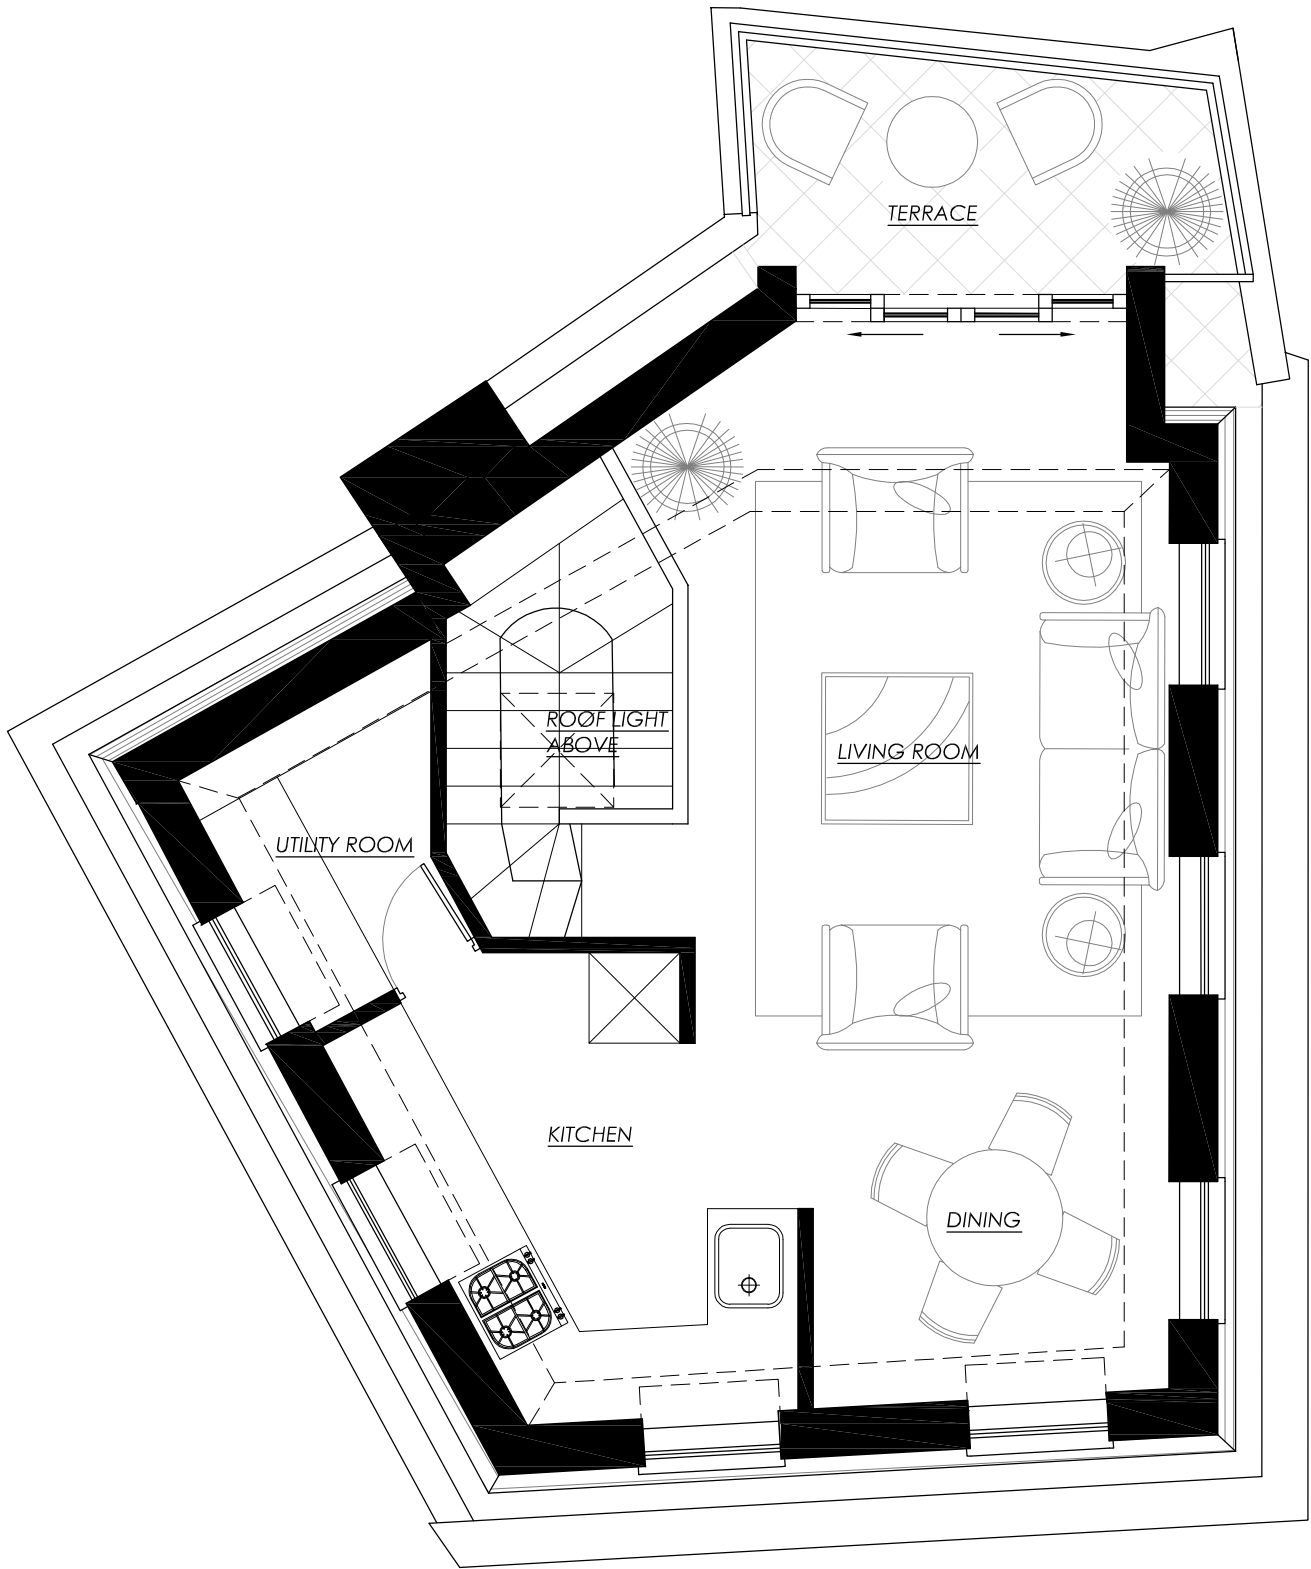 TERRACE
ROOF LIGHT
ABOVE
LIVING ROOM
UTILITY ROOM
KITCHEN
DINING